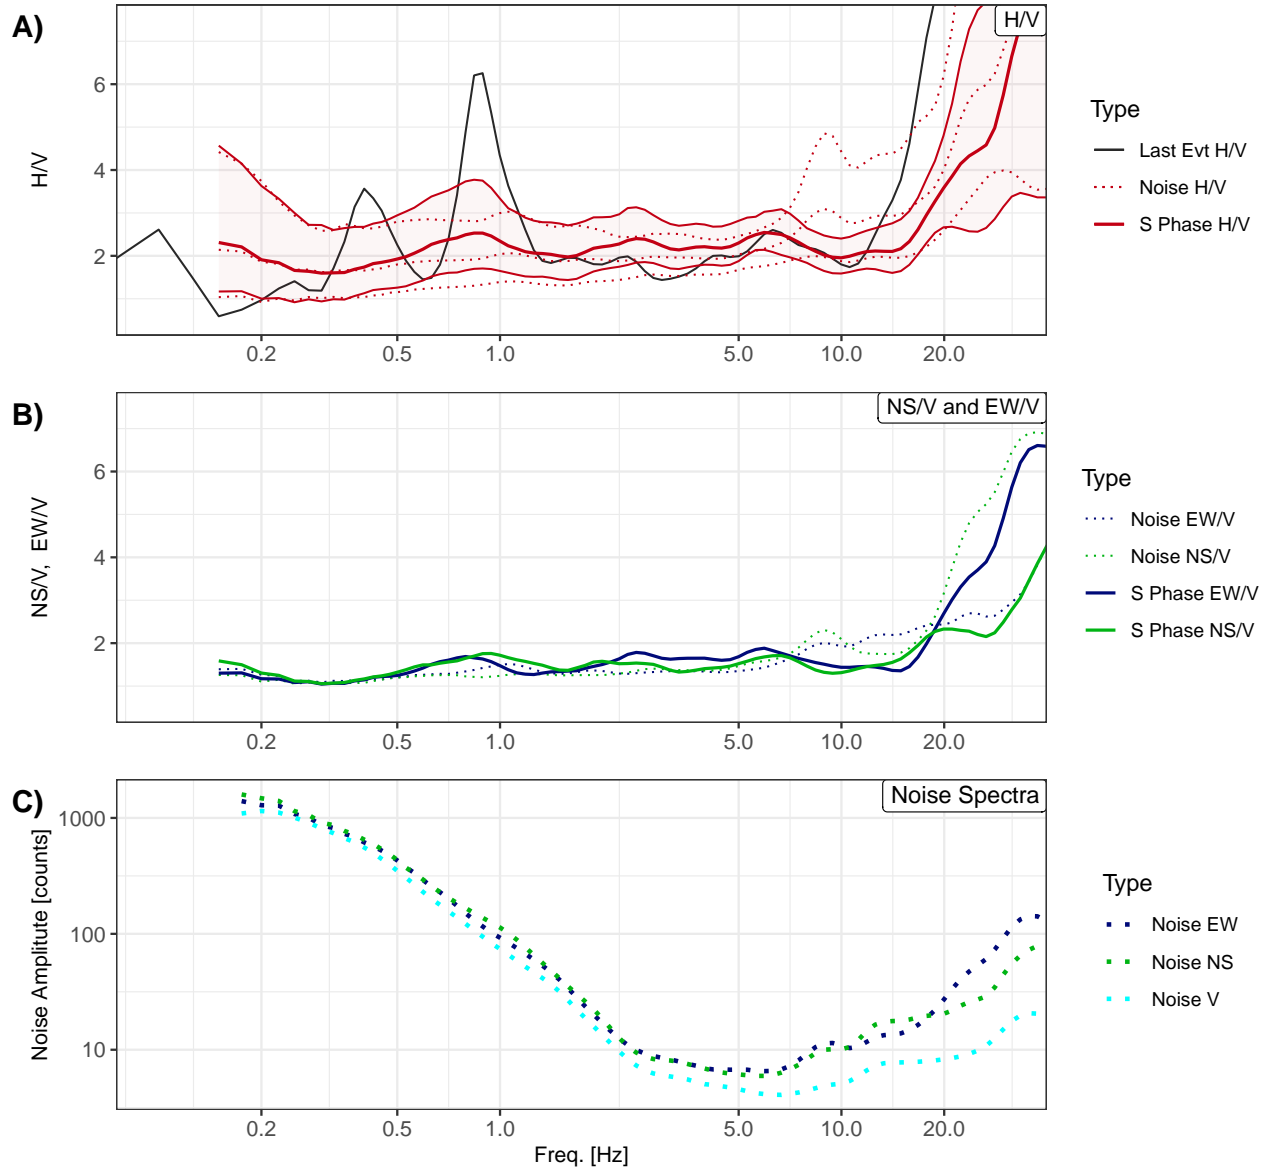 A)
H/V
6
4
2
H/V
0.2 0.5 1.0 5.0 10.0 20.0
Type
Last Evt H/V
Noise H/V
S Phase H/V
B)
NS/V and EW/V
6
4
2
NS/V, EW/V
0.2 0.5 1.0 5.0 10.0 20.0
Type
Noise EW/V
Noise NS/V
S Phase EW/V
S Phase NS/V
C)
Noise Spectra
1000
100
10
Noise Amplitute [counts]
0.2 0.5 1.0 5.0 10.0 20.0
Freq. [Hz]
Type
Noise EW
Noise NS
Noise V